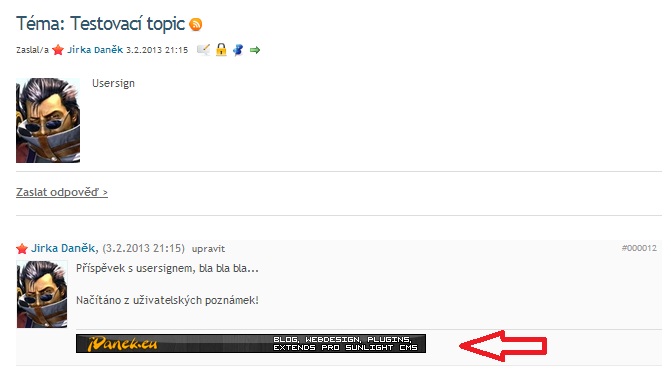 Téma: Testovací topic
Zaslal/a Jirka Daněk 3.2.2013 21:15
Usersign
Zaslat odpověď >
Jirka Daněk, (3.2.2013 21:15) upravit #000012
Příspěvek s usersignem, bla bla bla...
Načítáno z uživatelských poznámek!
jDanek.eu BLOG, WEBDESIGN, PLUGINS,
EXTENDS PRO SUNLIGHT CMS